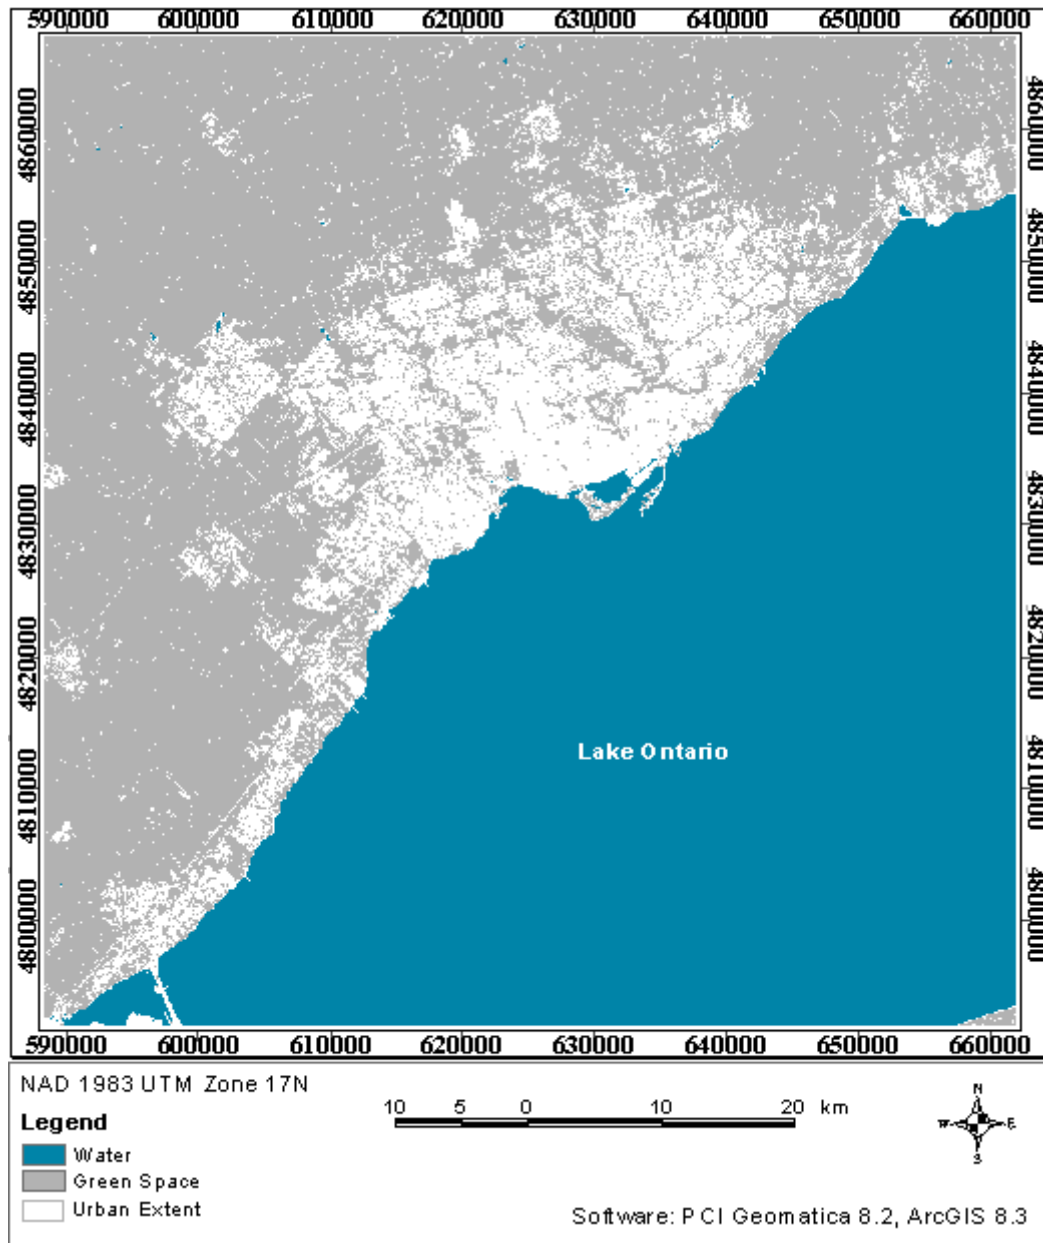 590000 600000 610000 620000 630000 640000 650000 660000
4860000 4860000
4850000 4850000
4840000 4840000
4830000 4830000
4820000 4820000
Lake Ontario
4810000 4810000
4800000 4800000
590000 600000 610000 620000 630000 640000 650000 660000
NAD 1983 UTM Zone 17N
Legend
Water
Green Space
Urban Extent
10 5 0 10 20 km
N
W E
S
Software: PCI Geomatica 8.2, ArcGIS 8.3